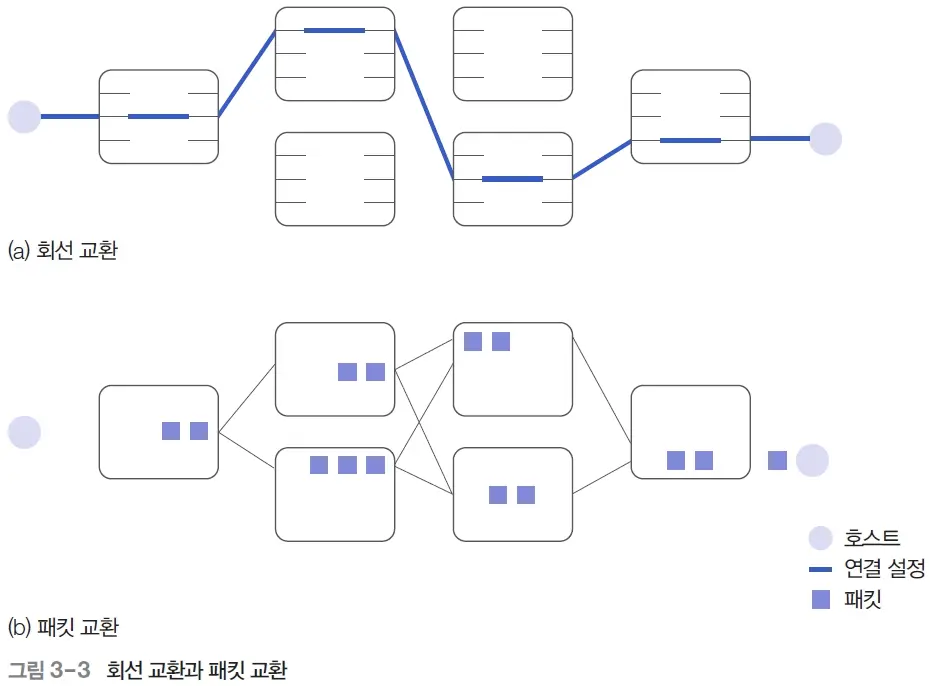 (a) 회선 교환
호스트
연결 설정
패킷
(b) 패킷 교환
그림 3-3 회선 교환과 패킷 교환